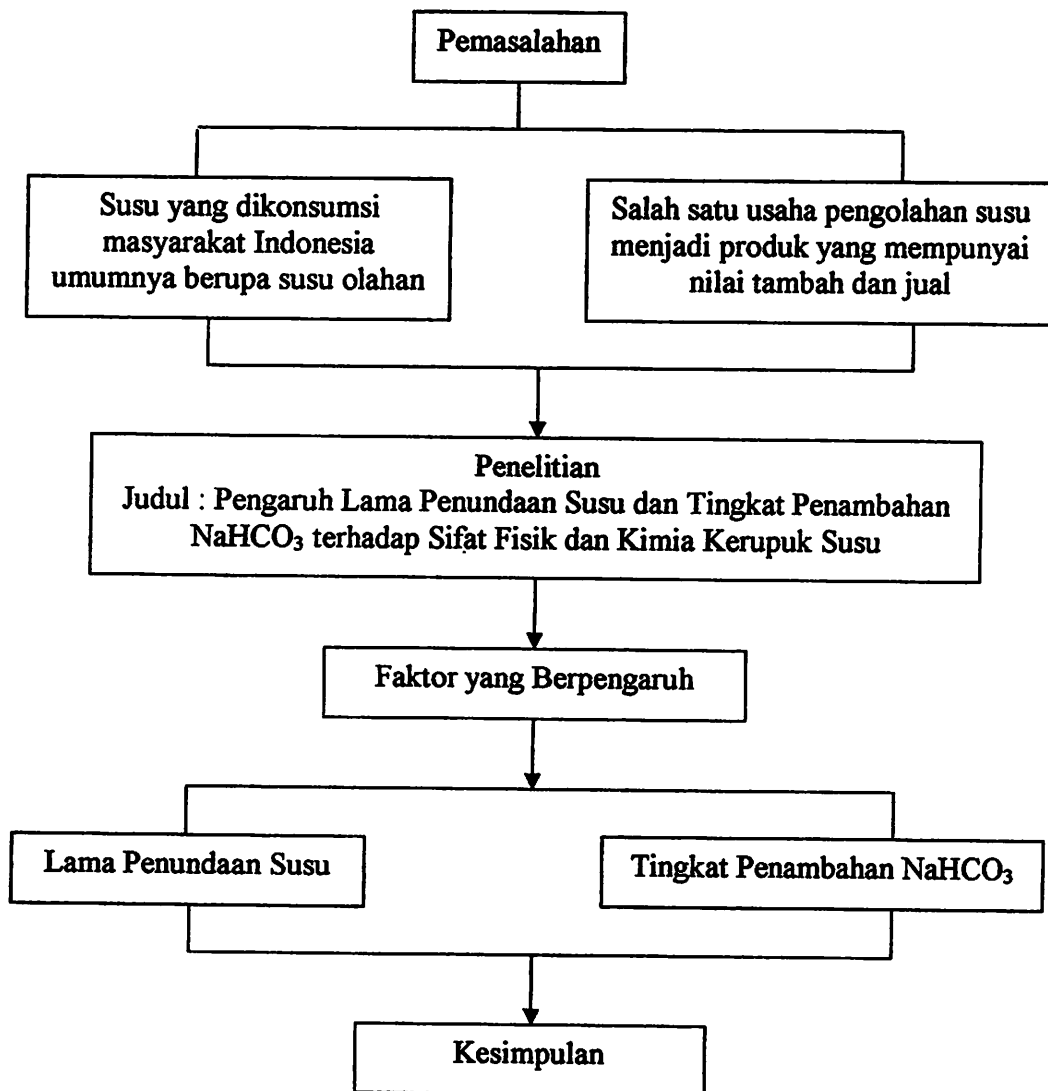 Pemasalahan
Susu yang dikonsumsi
masyarakat Indonesia
umumnya berupa susu olahan
Salah satu usaha pengolahan susu
menjadi produk yang mempunyai
nilai tambah dan jual
Penelitian
Judul : Pengaruh Lama Penundaan Susu dan Tingkat Penambahan
NaHCO₃ terhadap Sifat Fisik dan Kimia Kerupuk Susu
Faktor yang Berpengaruh
Lama Penundaan Susu
Tingkat Penambahan NaHCO₃
Kesimpulan